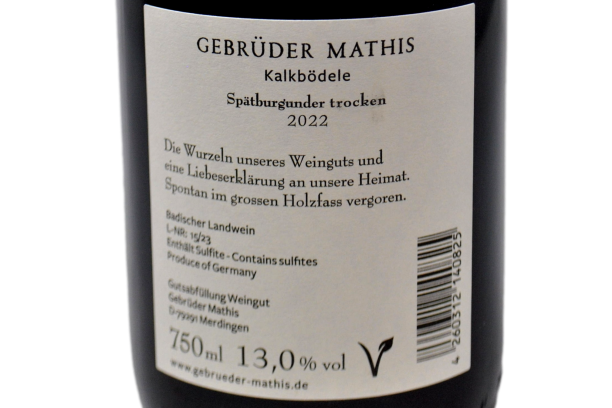 GEBRÜDER MATHIS
Kalkbödele
Spätburgunder trocken
2022
Die Wurzeln unseres Weinguts und
eine Liebeserklärung an unsere Heimat.
Spontan im grossen Holzfass vergoren.
Badischer Landwein
L-NR: 15/23
Enthält Sulfite - Contains sulfites
Produce of Germany
Gutsabfüllung Weingut
Gebrüder Mathis
D-79291 Merdingen
750ml 13,0% vol
www.gebrueder-mathis.de
4 260312 140825